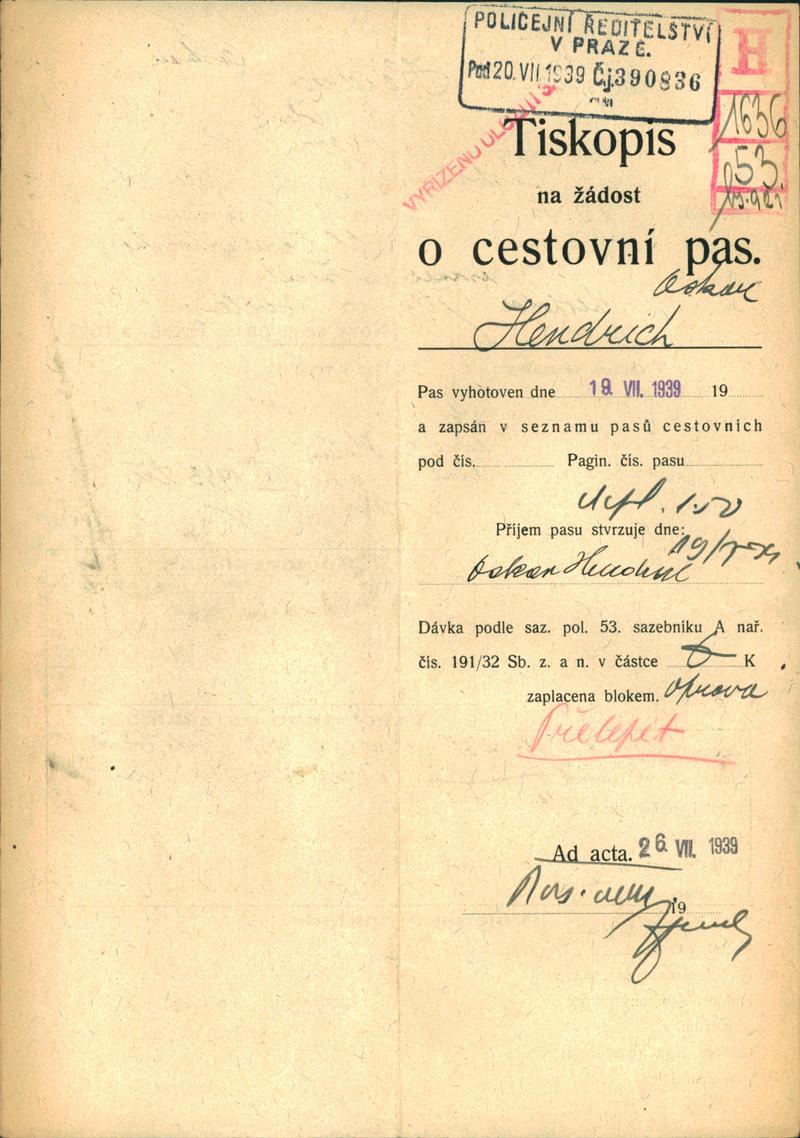 POLICEJNÍ ŘEDITELSTVÍ
V PRAZE.
Pod 20.VII.1939 Čj.390836
H
1636
53
VYŘÍZENO
Tiskopis
na žádost
o cestovní pas.
Oskar
Hendrich
Pas vyhotoven dne 19. VII. 1939 19
a zapsán v seznamu pasů cestovních
pod čís. Pagin. čís. pasu
Příjem pasu stvrzuje dne:
Oskar Hendrich
Dávka podle saz. pol. 53. sazebníku A nař.
čís. 191/32 Sb. z. a n. v částce K
zaplacena blokem. Oprava
Přelepit
Ad acta. 26. VII. 1939
19